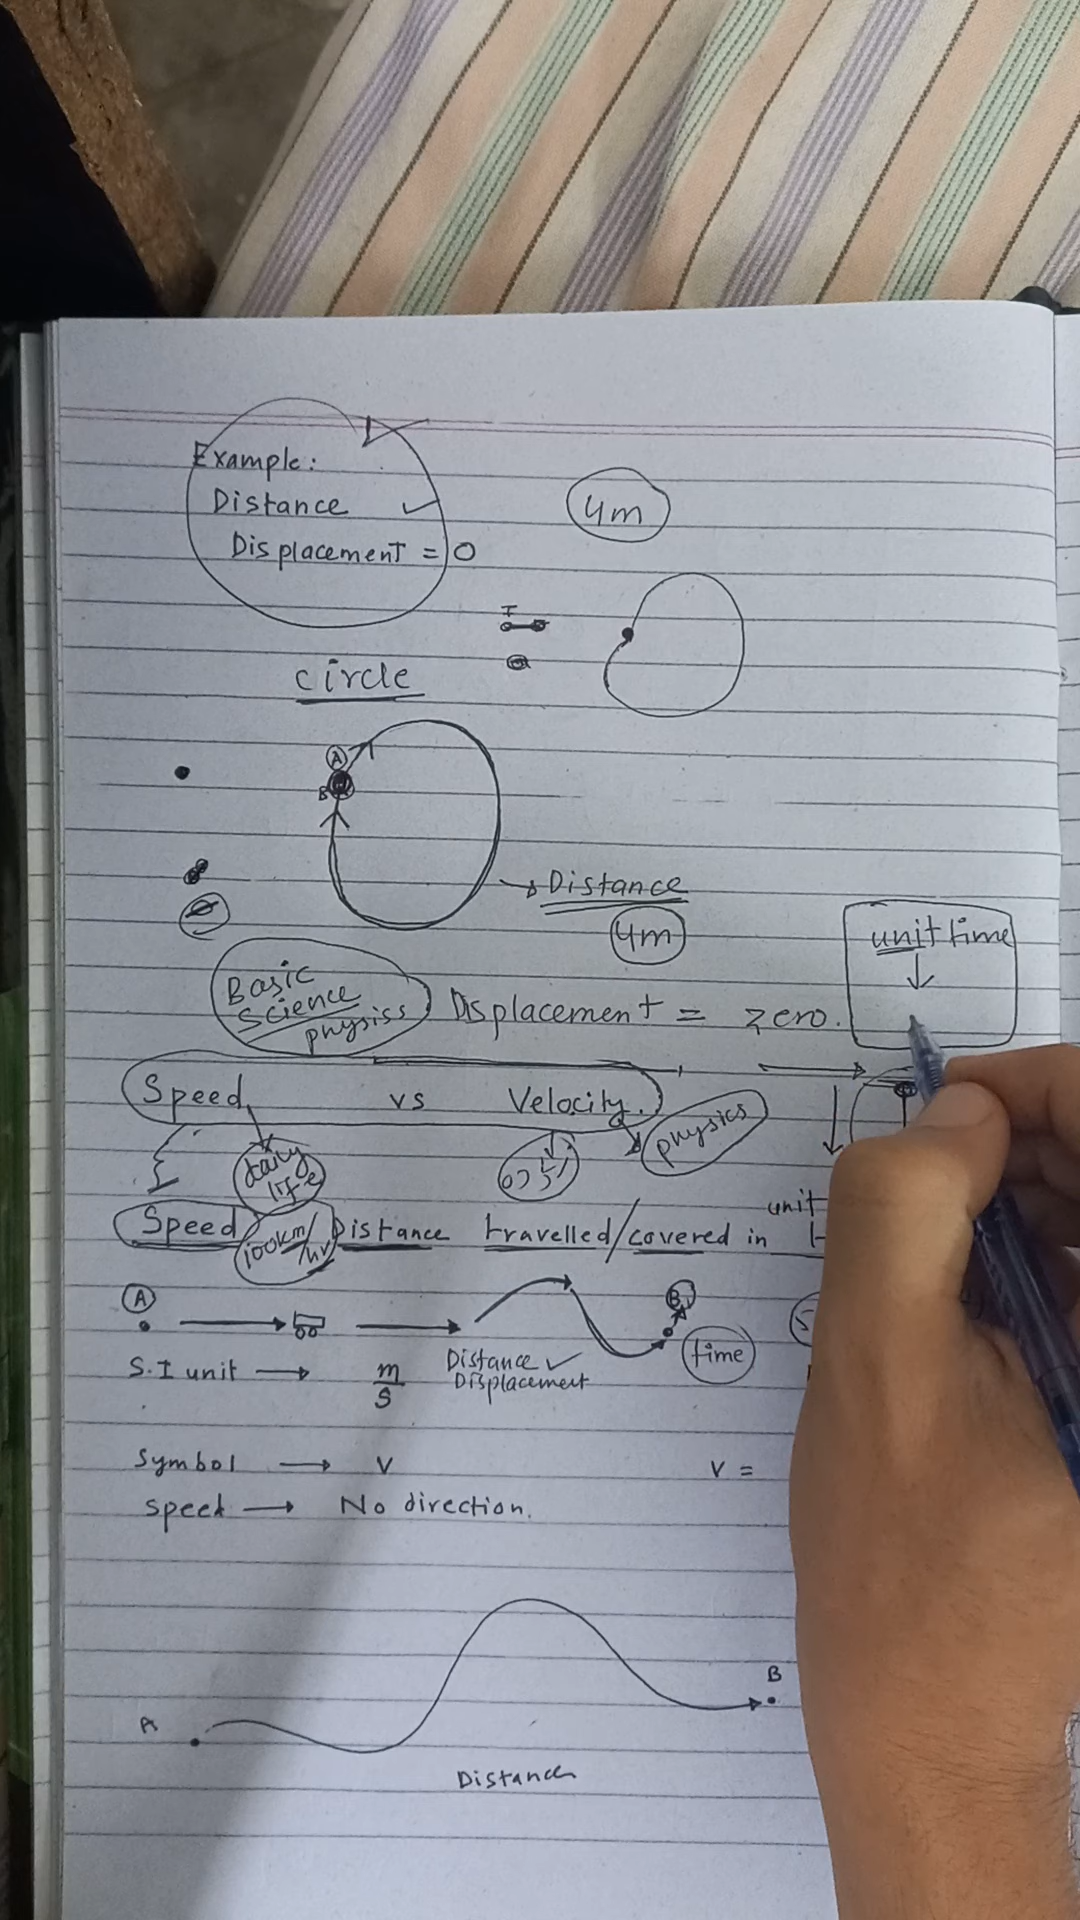 Example:
Distance
Displacement = 0
4m
circle
A
B
Distance
4m
unit time
Basic
Science
physiss
Displacement = zero.
Speed vs Velocity.
daily
life
physics
Speed Distance travelled/covered in
unit
100km/hr
A
B
S.I unit → m/s
Distance ✓
Displacement
time
Symbol → v
v =
speed → No direction.
A
B
Distance